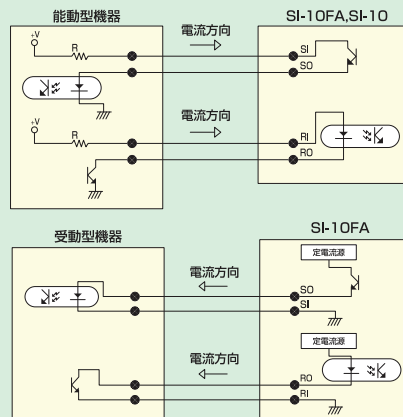 能動型機器
SI-10FA,SI-10
+V
R
電流方向
SI
SO
+V
R
電流方向
RI
RO
受動型機器
SI-10FA
定電流源
電流方向
SO
SI
定電流源
電流方向
RO
RI